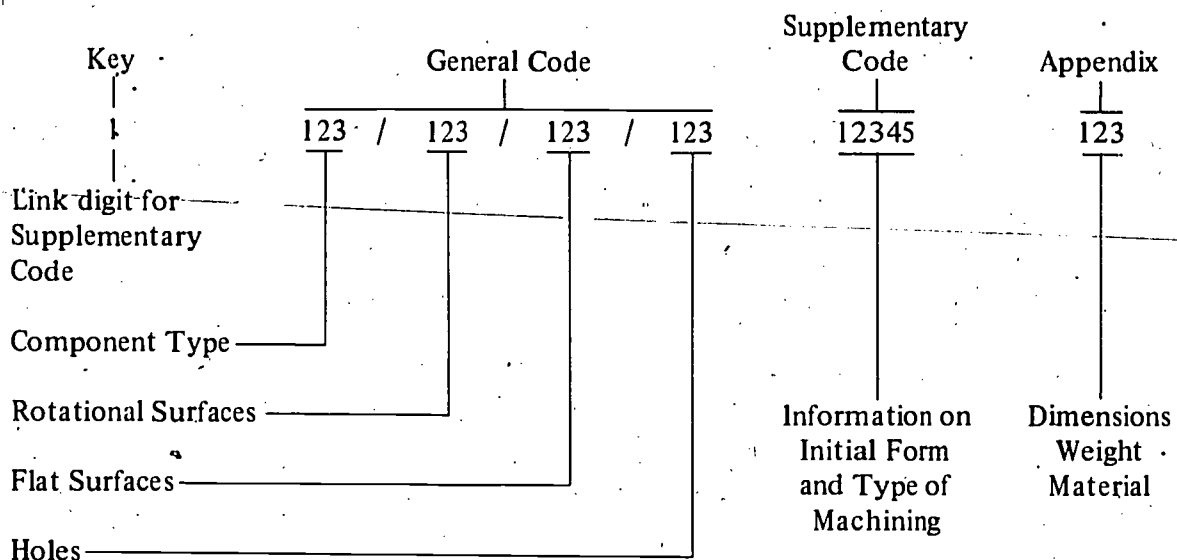 Supplementary
Key General Code Code Appendix
1 123 / 123 / 123 / 123 12345 123
Link digit for
Supplementary
Code
Component Type
Rotational Surfaces
Flat Surfaces
Holes
Information on
Initial Form
and Type of
Machining
Dimensions
Weight
Material